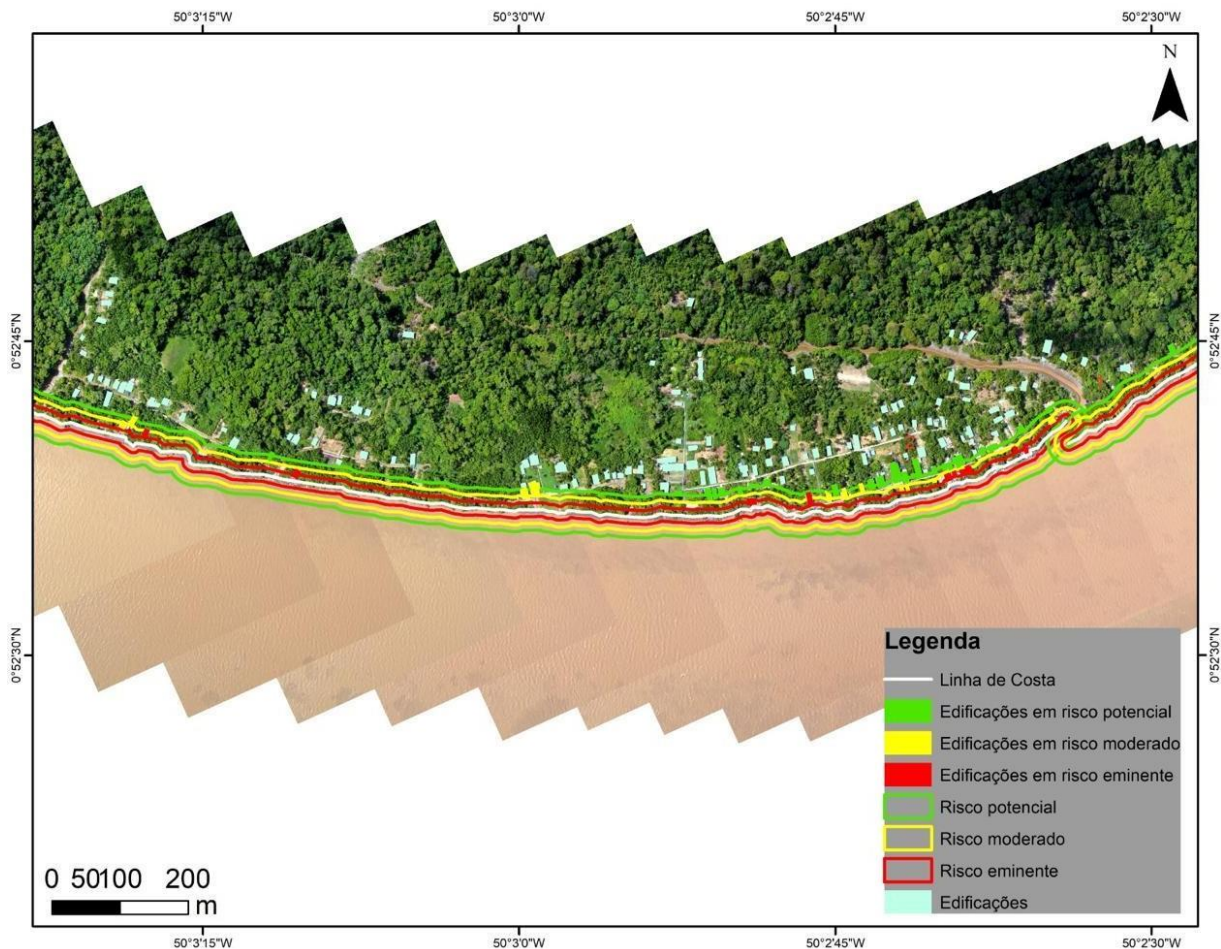 50°3'15"W 50°3'0"W 50°2'45"W 50°2'30"W
N
0°52'45"N 0°52'45"N
0°52'30"N 0°52'30"N
Legenda
Linha de Costa
Edificações em risco potencial
Edificações em risco moderado
Edificações em risco eminente
Risco potencial
Risco moderado
Risco eminente
Edificações
0 50100 200
m
50°3'15"W 50°3'0"W 50°2'45"W 50°2'30"W